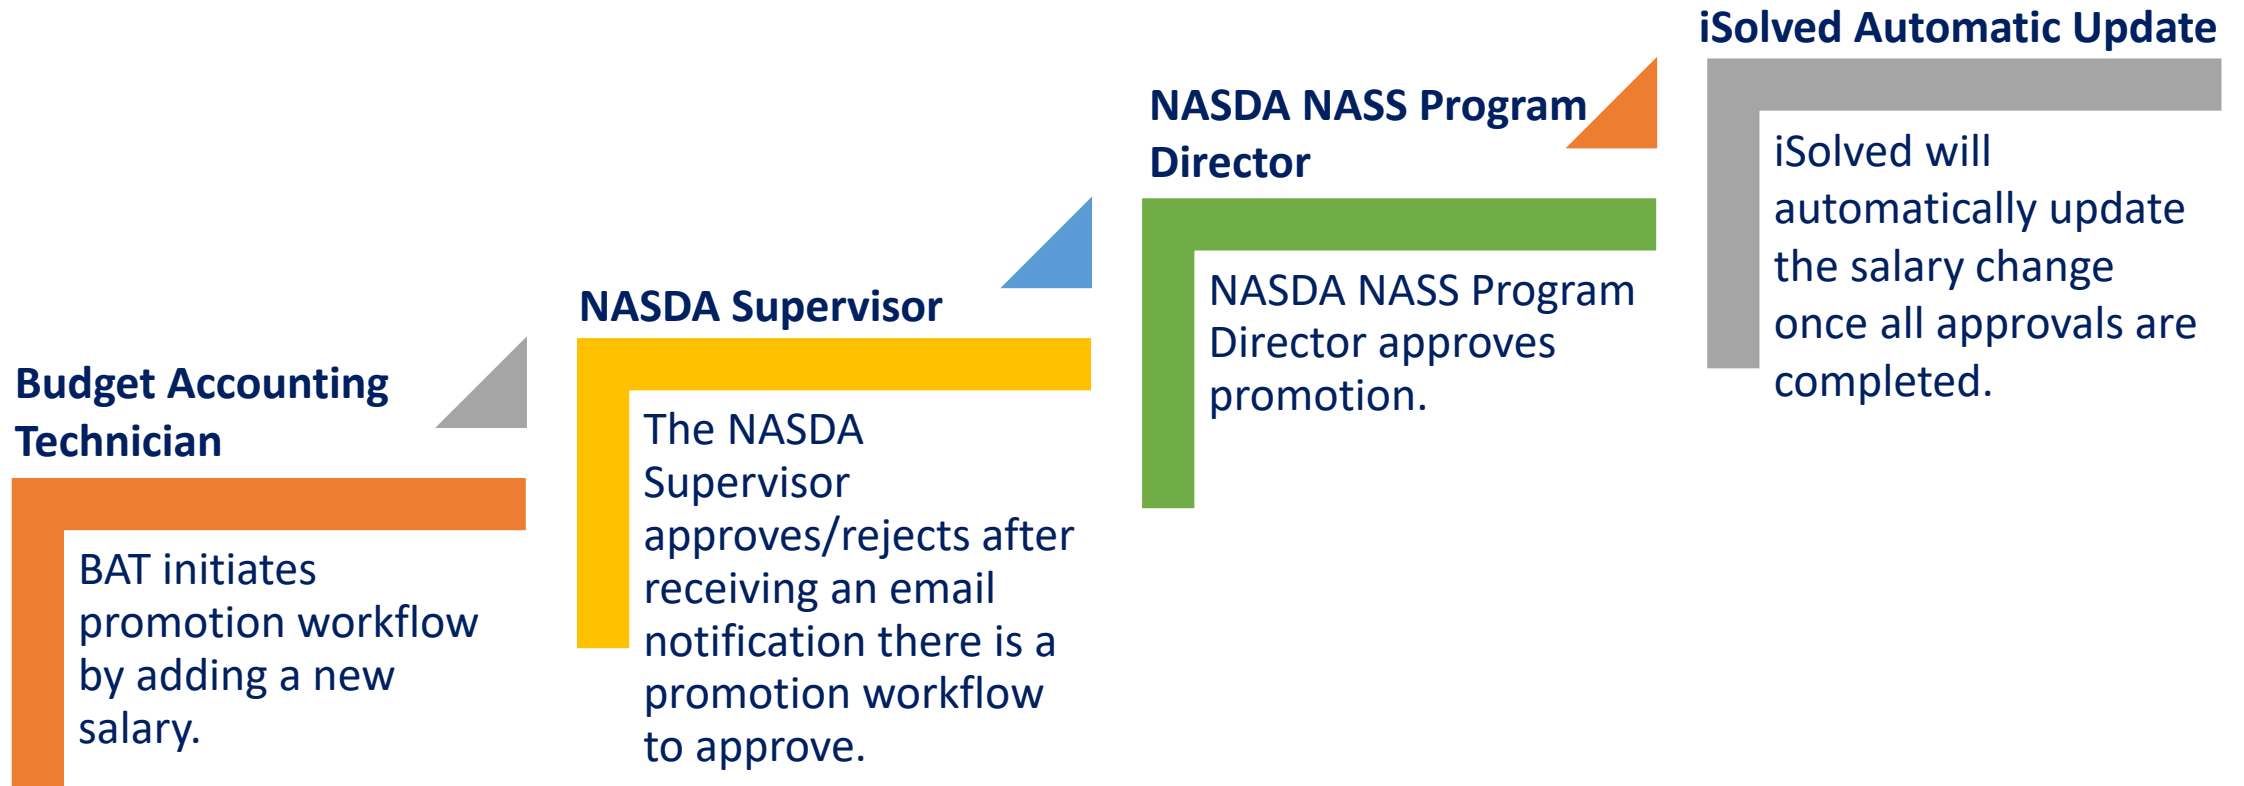 Budget Accounting
Technician
BAT initiates
promotion workflow
by adding a new
salary.
NASDA Supervisor
The NASDA
Supervisor
approves/rejects after
receiving an email
notification there is a
promotion workflow
to approve.
NASDA NASS Program
Director
NASDA NASS Program
Director approves
promotion.
iSolved Automatic Update
iSolved will
automatically update
the salary change
once all approvals are
completed.